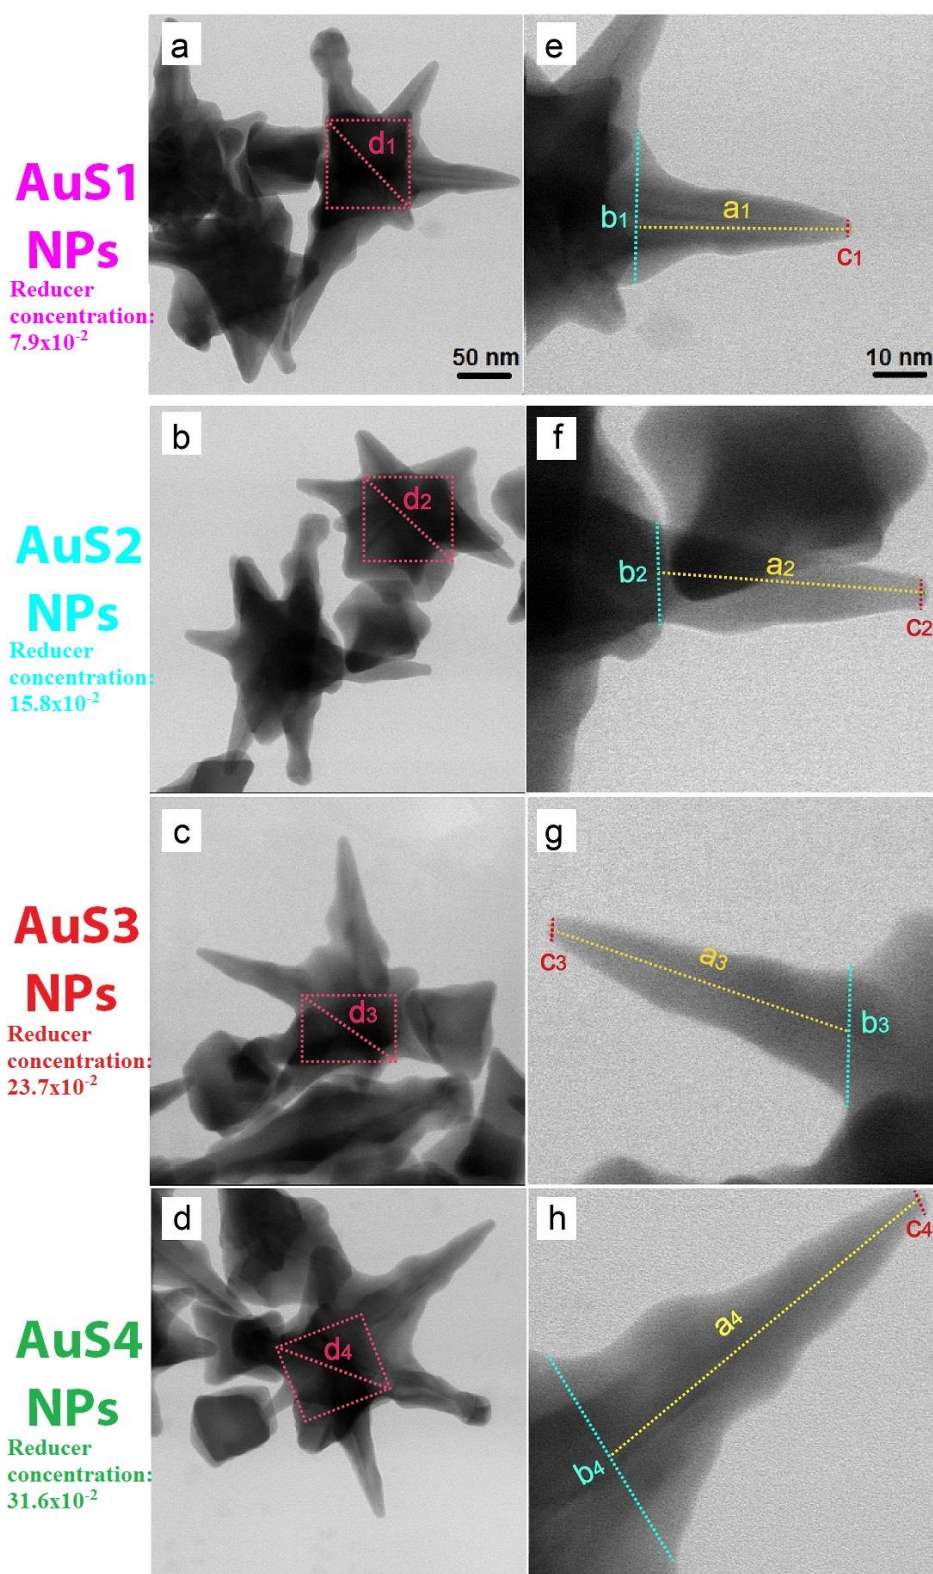 a
e
d1
a1
b1
c1
AuS1
NPs
Reducer
concentration:
7.9x10-2
50 nm
10 nm
b
f
d2
a2
b2
c2
AuS2
NPs
Reducer
concentration:
15.8x10-2
c
g
d3
a3
b3
c3
AuS3
NPs
Reducer
concentration:
23.7x10-2
d
h
d4
a4
b4
c4
AuS4
NPs
Reducer
concentration:
31.6x10-2